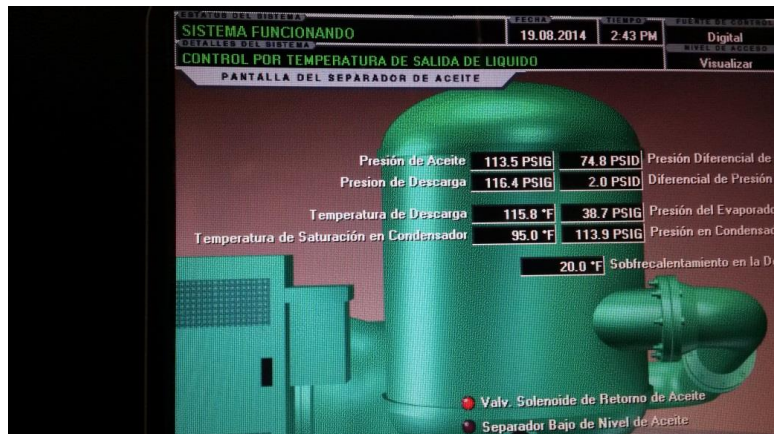 ESTATUS DEL SISTEMA
SISTEMA FUNCIONANDO
FECHA
19.08.2014
TIEMPO
2:43 PM
FUENTE DE CONTROL
Digital
DETALLES DEL SISTEMA
CONTROL POR TEMPERATURA DE SALIDA DE LIQUIDO
NIVEL DE ACCESO
Visualizar
PANTALLA DEL SEPARADOR DE ACEITE
Presión de Aceite 113.5 PSIG 74.8 PSID Presión Diferencial de
Presion de Descarga 116.4 PSIG 2.0 PSID Diferencial de Presión
Temperatura de Descarga 115.8 °F 38.7 PSIG Presión del Evaporado
Temperatura de Saturación en Condensador 95.0 °F 113.9 PSIG Presión en Condensad
20.0 °F Sobfrecalentamiento en la De
Valv. Solenoide de Retorno de Aceite
Separador Bajo de Nivel de Aceite